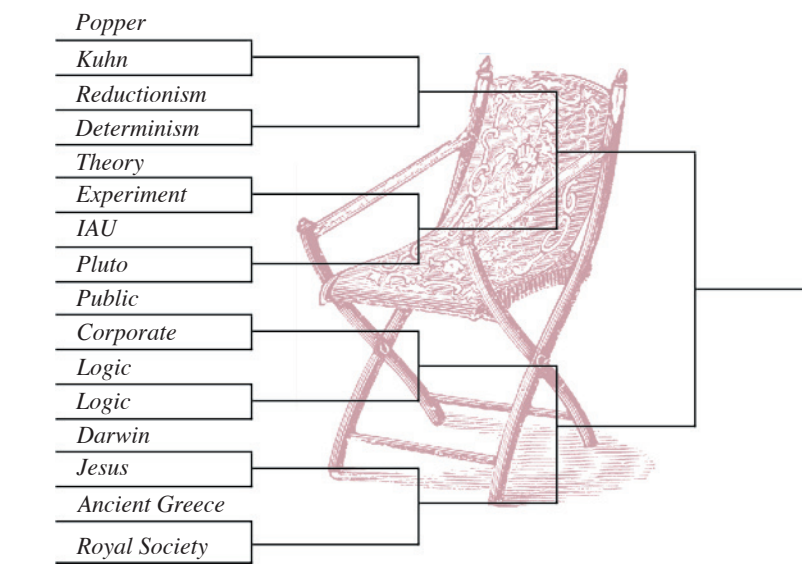 Popper
Kuhn
Reductionism
Determinism
Theory
Experiment
IAU
Pluto
Public
Corporate
Logic
Logic
Darwin
Jesus
Ancient Greece
Royal Society